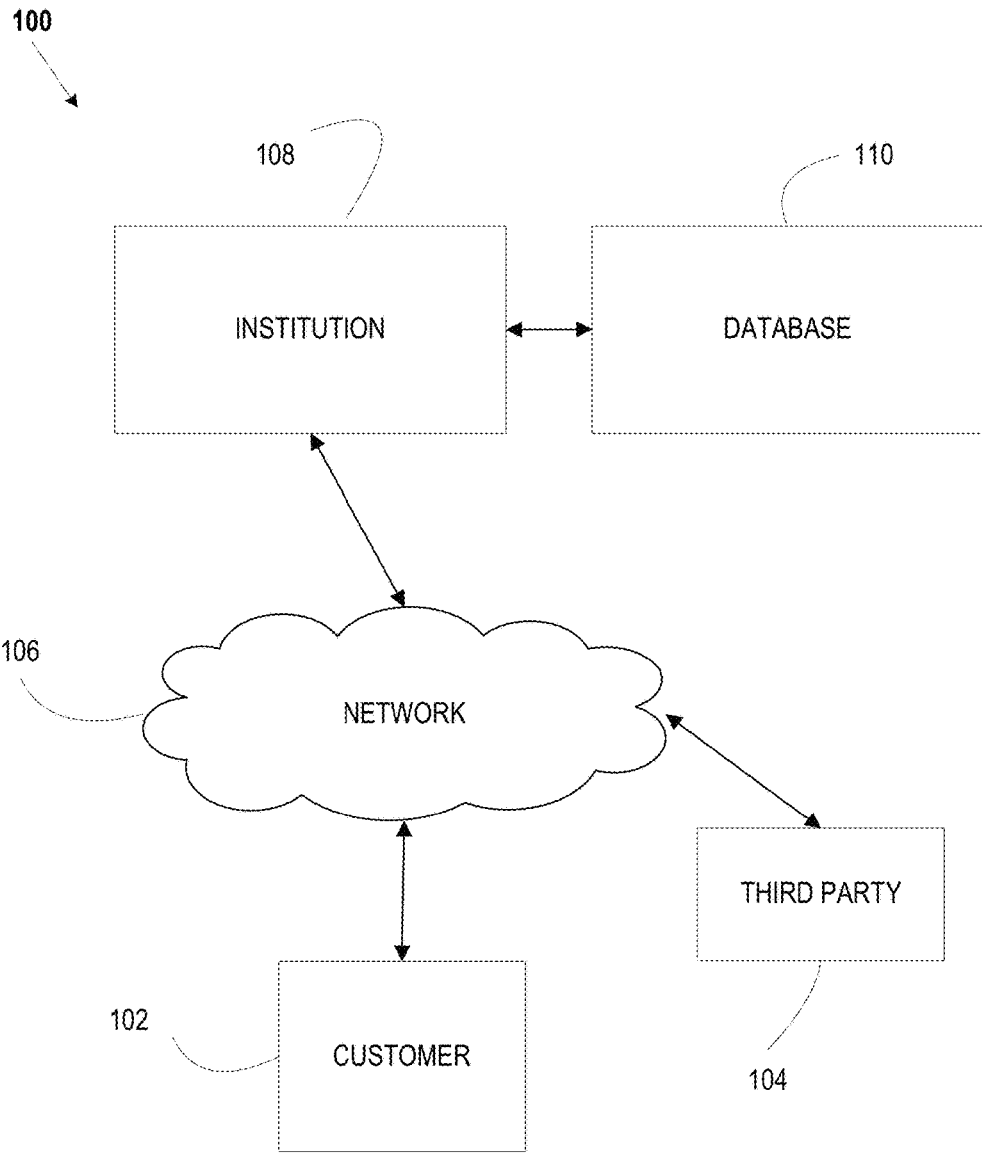 100
108
110
INSTITUTION
DATABASE
106
NETWORK
THIRD PARTY
102
CUSTOMER
104